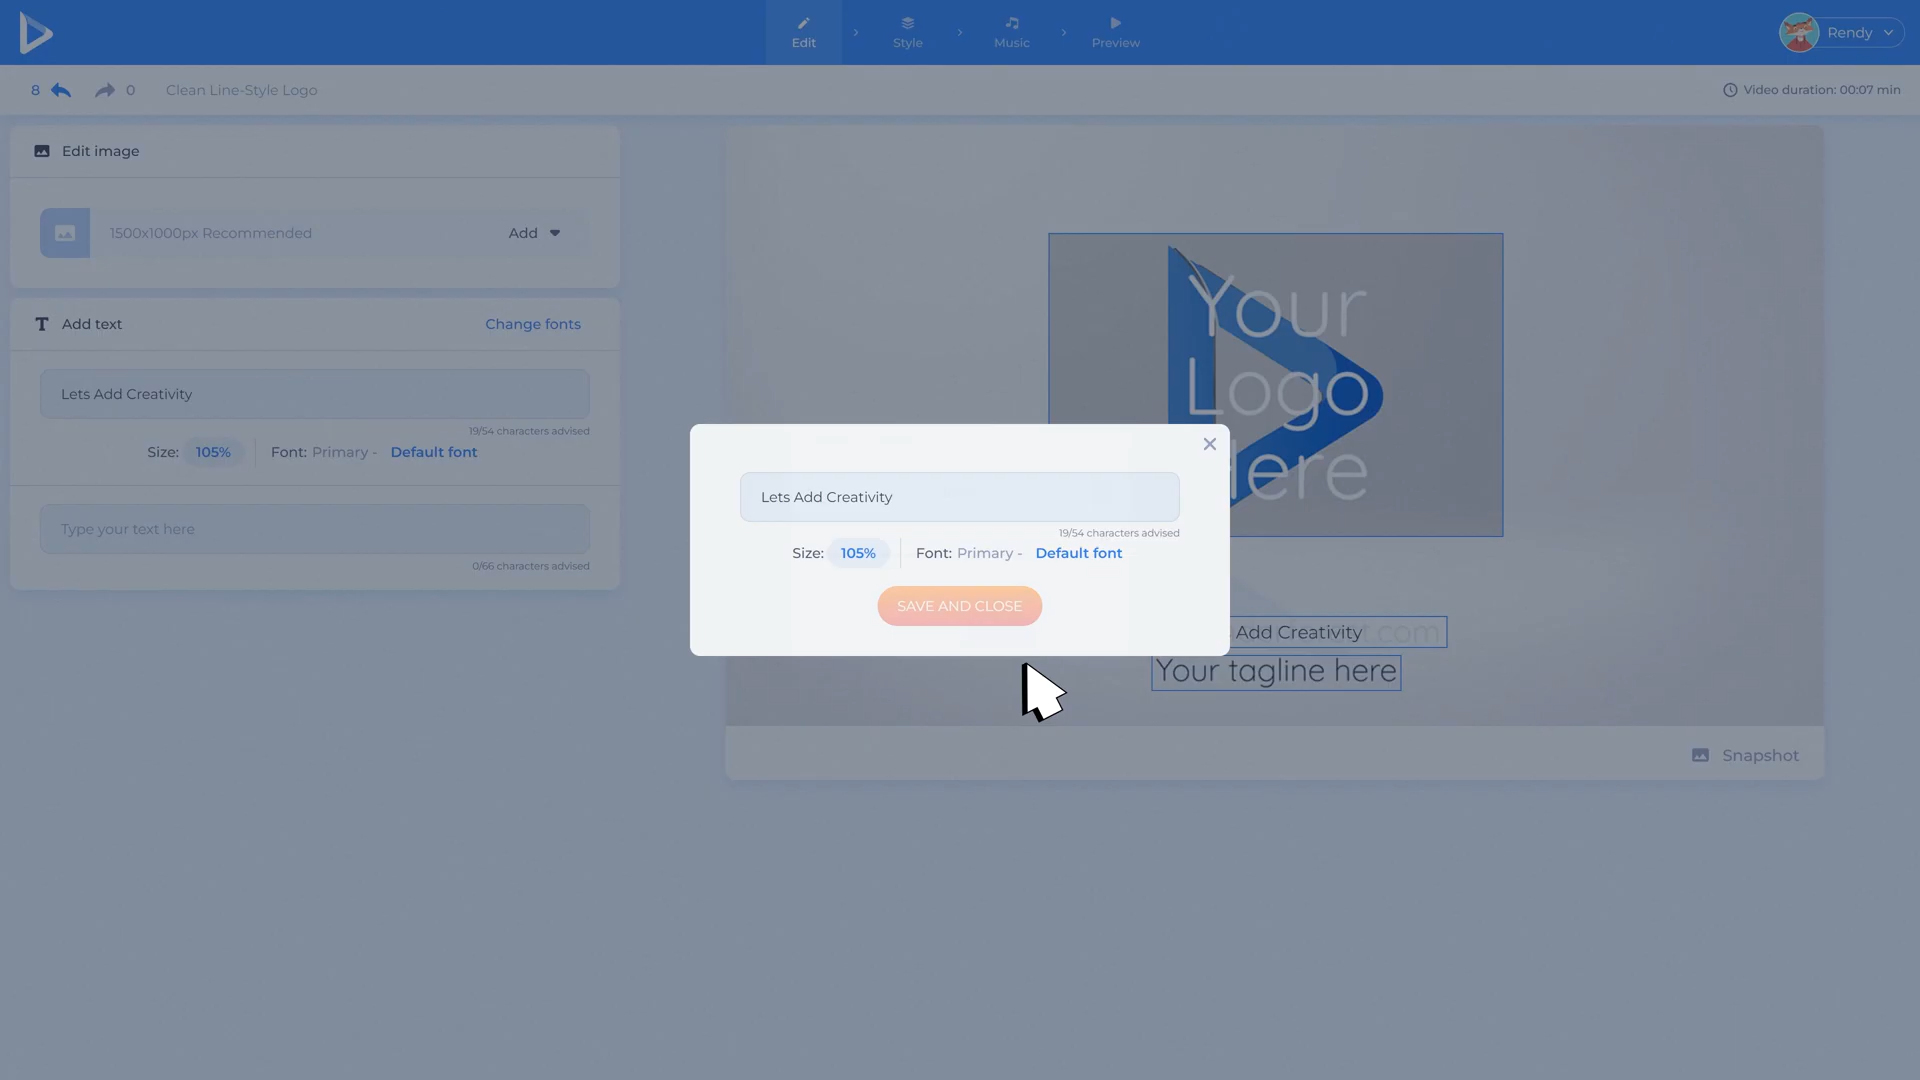 Edit
Style
Music
Preview
Rendy
8
0
Clean Line-Style Logo
Video duration: 00:07 min
Edit image
1500x1000px Recommended
Add
Add text
Change fonts
Lets Add Creativity
19/54 characters advised
Size: 105%
Font: Primary - Default font
Type your text here
0/66 characters advised
Your
Logo
Here
Lets Add Creativity
19/54 characters advised
Size: 105%
Font: Primary - Default font
SAVE AND CLOSE
Add Creativity
.com
Your tagline here
Snapshot